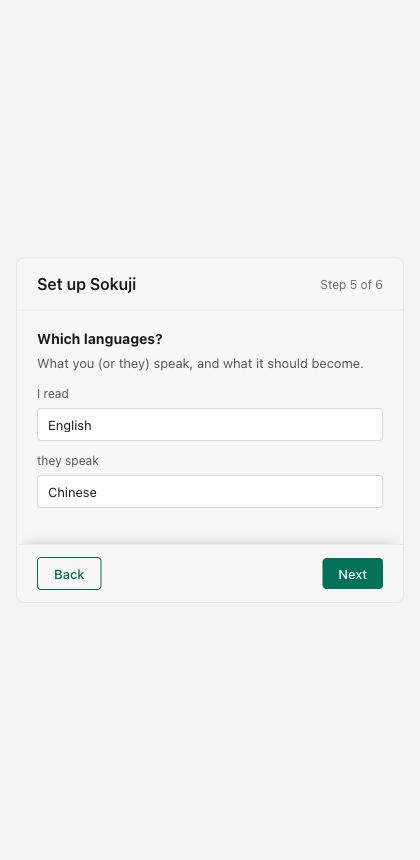 Set up Sokuji
Step 5 of 6
Which languages?
What you (or they) speak, and what it should become.
I read
English
they speak
Chinese
Back
Next